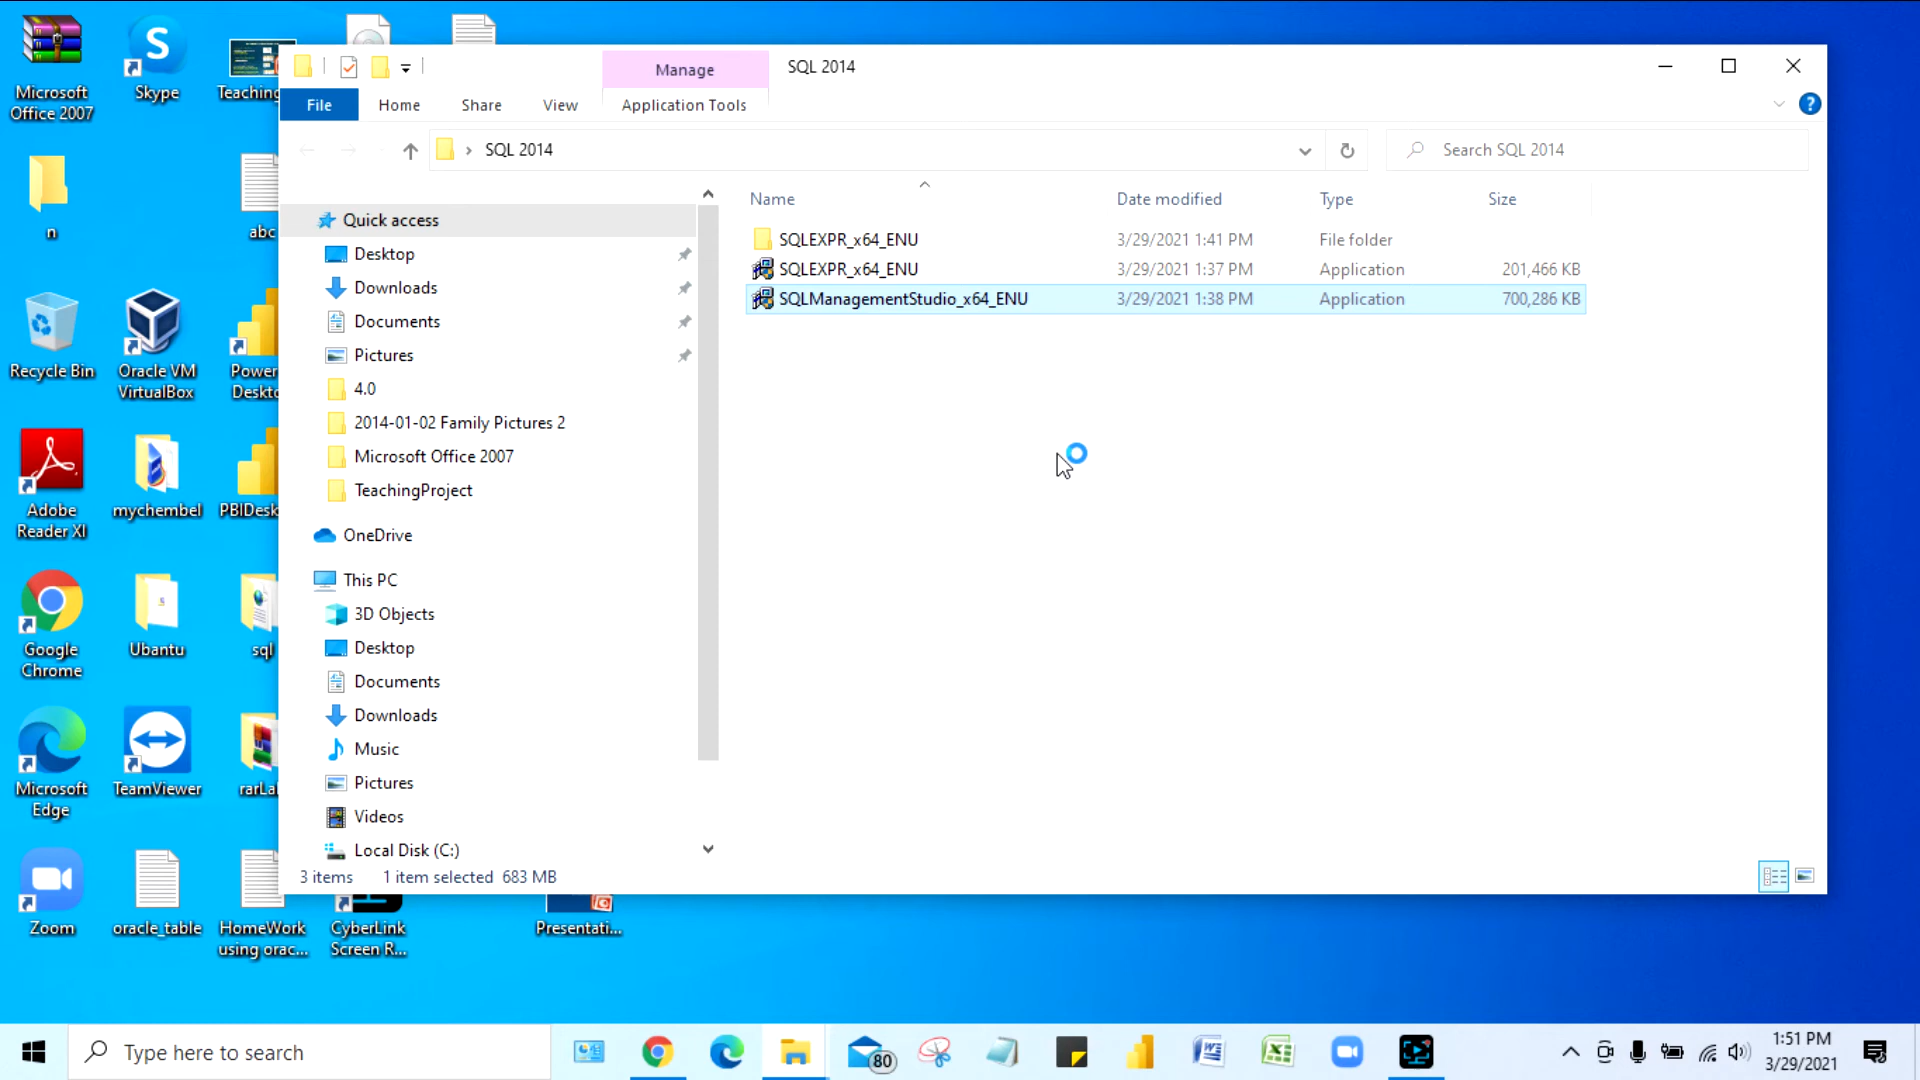 Microsoft
Office 2007
Skype
Teaching
n
abc
Recycle Bin
Oracle VM
VirtualBox
Power
Deskto
Adobe
Reader XI
mychembel
PBIDesk
Google
Chrome
Ubantu
sql
Microsoft
Edge
TeamViewer
rarLa
Zoom
oracle_table
HomeWork
using orac...
CyberLink
Screen R...
Presentati...
Manage
SQL 2014
File
Home
Share
View
Application Tools
?
› SQL 2014
Search SQL 2014
Quick access
Desktop
Downloads
Documents
Pictures
4.0
2014-01-02 Family Pictures 2
Microsoft Office 2007
TeachingProject
OneDrive
This PC
3D Objects
Desktop
Documents
Downloads
Music
Pictures
Videos
Local Disk (C:)
Name Date modified Type Size
SQLEXPR_x64_ENU 3/29/2021 1:41 PM File folder
SQLEXPR_x64_ENU 3/29/2021 1:37 PM Application 201,466 KB
SQLManagementStudio_x64_ENU 3/29/2021 1:38 PM Application 700,286 KB
3 items 1 item selected 683 MB
Type here to search
80
1:51 PM
3/29/2021